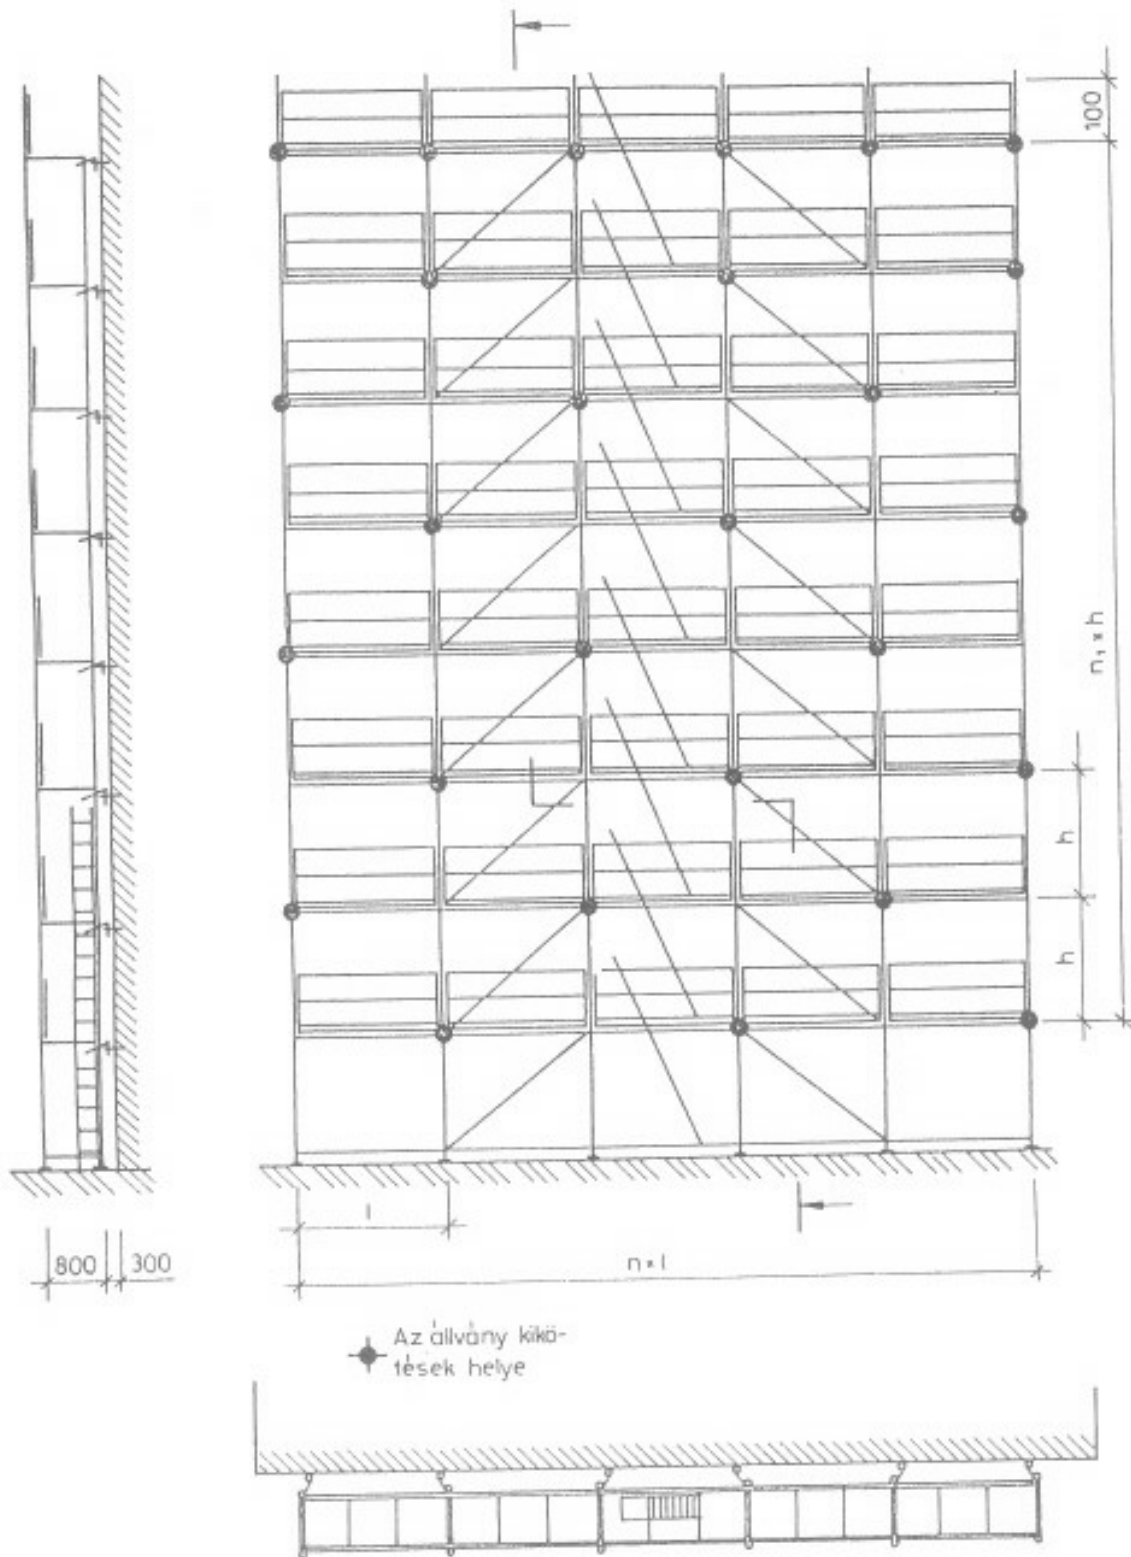 100
n₁ × h
h
h
l
n × l
800
300
Az állvány kikö-
tések helye